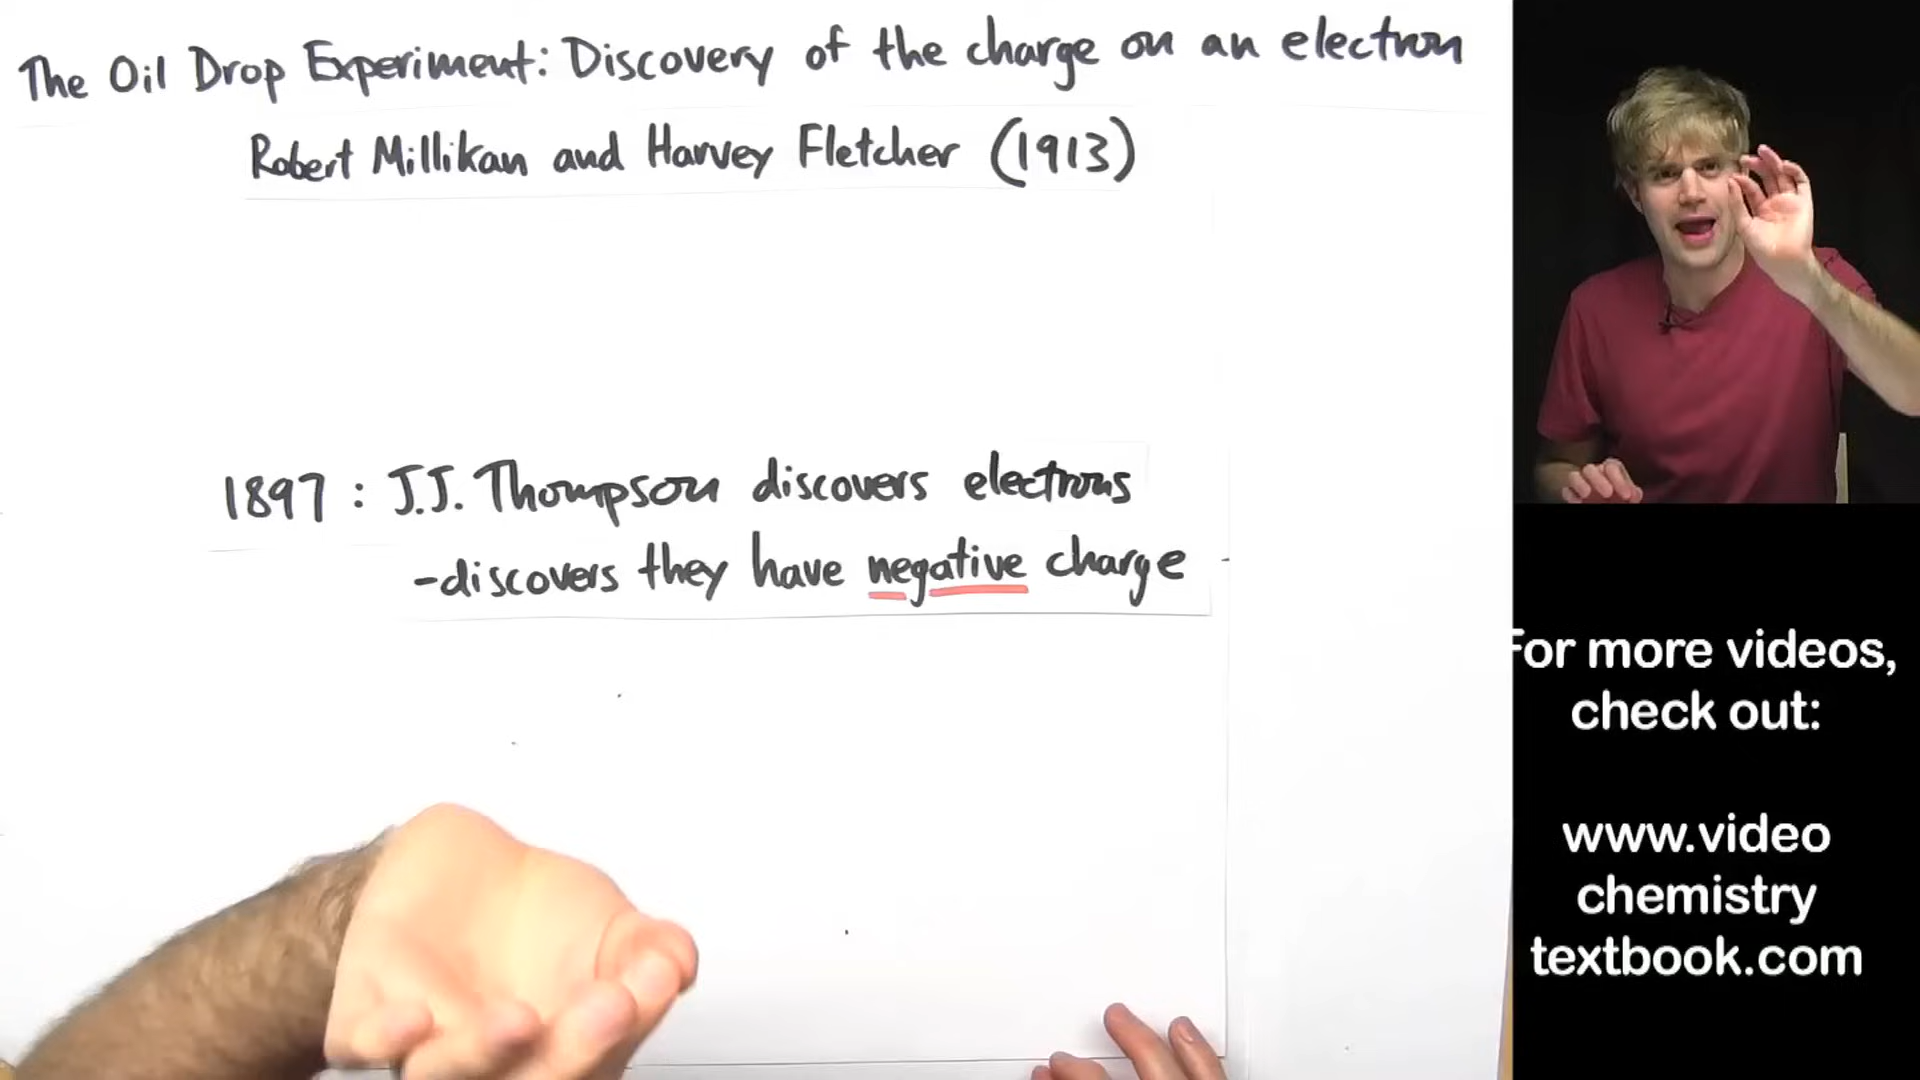 The Oil Drop Experiment: Discovery of the charge on an electron
Robert Millikan and Harvey Fletcher (1913)
1897 : J.J. Thompson discovers electrons
-discovers they have negative charge
For more videos,
check out:
www.video
chemistry
textbook.com